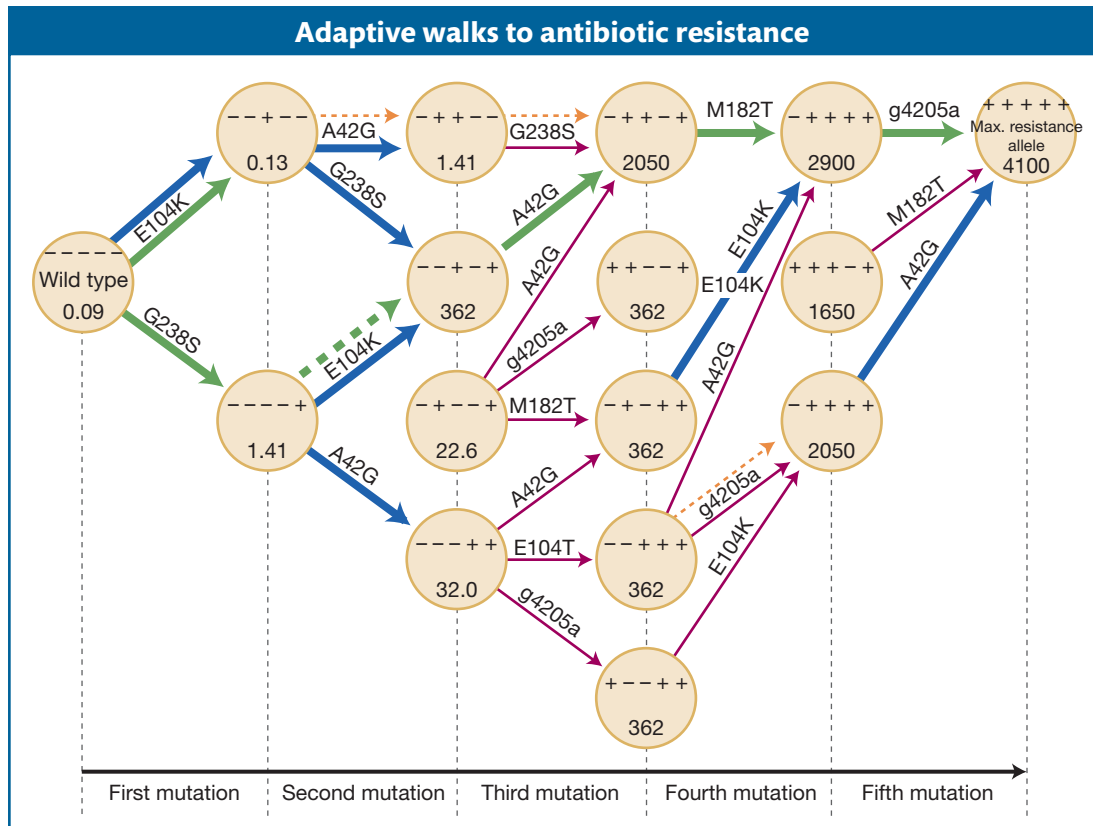 Adaptive walks to antibiotic resistance
− − − − −
Wild type
0.09
E104K
G238S
− − + − −
0.13
− − − − +
1.41
A42G
G238S
E104K
A42G
− + + − −
1.41
− − + − +
362
− + − − +
22.6
− − − + +
32.0
G238S
A42G
A42G
g4205a
M182T
A42G
E104T
g4205a
− + + − +
2050
+ + − − +
362
− + − + +
362
− − + + +
362
+ − − + +
362
M182T
E104K
E104K
A42G
g4205a
E104K
− + + + +
2900
+ + + − +
1650
− + + + +
2050
g4205a
M182T
A42G
+ + + + +
Max. resistance
allele
4100
First mutation
Second mutation
Third mutation
Fourth mutation
Fifth mutation